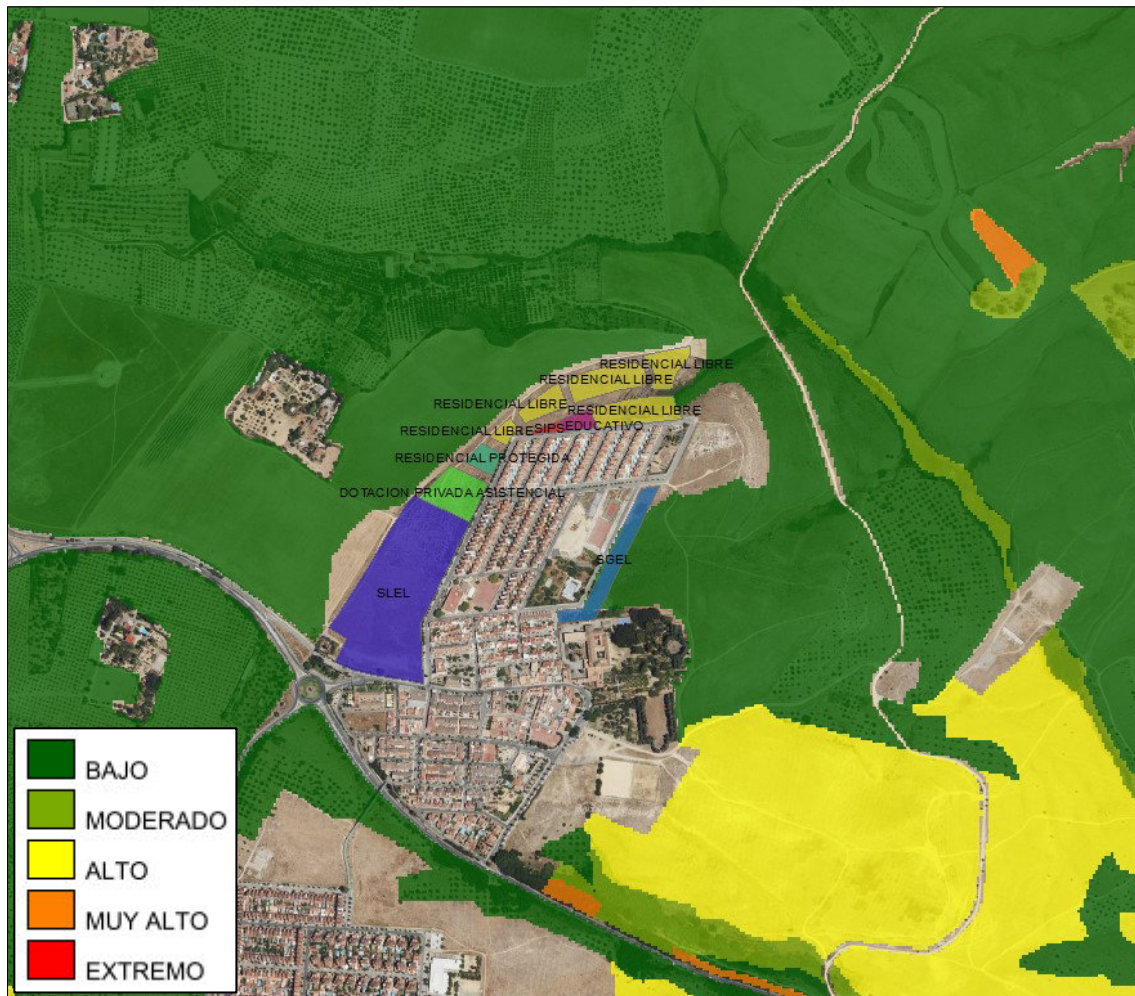 RESIDENCIAL LIBRE
RESIDENCIAL LIBRE
RESIDENCIAL LIBRE
RESIDENCIAL LIBRE
RESIDENCIAL LIBRE
SIPS
EDUCATIVO
RESIDENCIAL PROTEGIDA
DOTACION PRIVADA ASISTENCIAL
SGEL
SLEL
BAJO
MODERADO
ALTO
MUY ALTO
EXTREMO